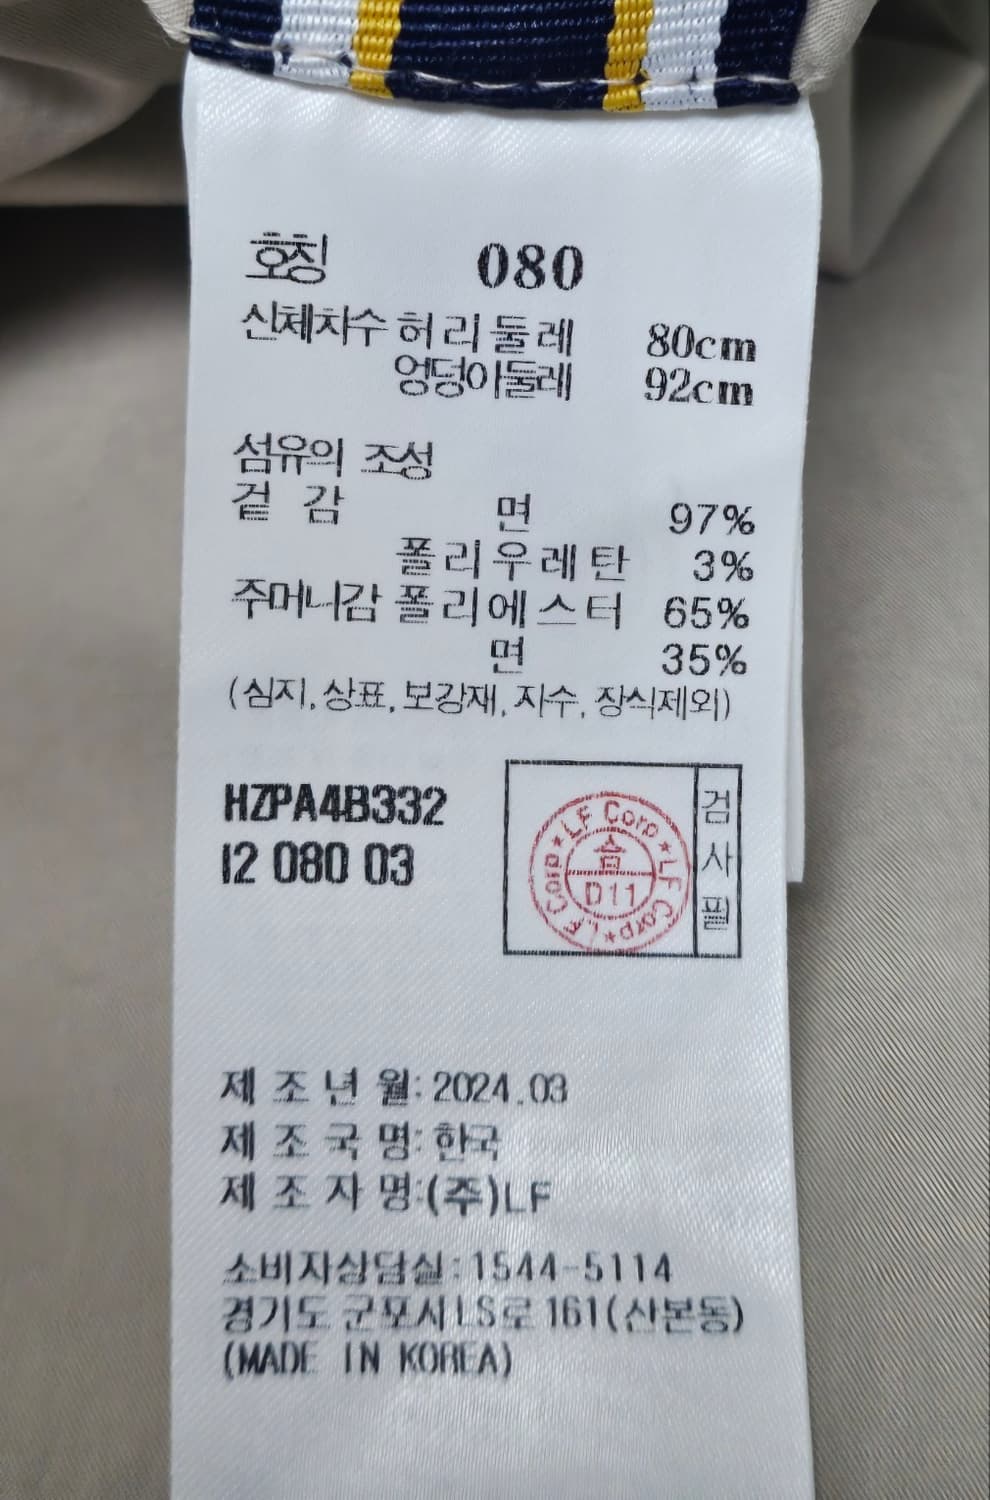 호칭 080
신체치수 허리둘레 80cm
엉덩이둘레 92cm
섬유의 조성
겉 감 면 97%
폴리우레탄 3%
주머니감 폴리에스터 65%
면 35%
(심지, 상표, 보강재, 자수, 장식제외)
HZPA4B332
I2 080 03
LF Corp★LF Corp★LF Corp★
合
D11
검사필
제 조 년 월: 2024.03
제 조 국 명: 한국
제 조 자 명:(주)LF
소비자상담실:1544-5114
경기도 군포시 LS로 161(산본동)
(MADE IN KOREA)